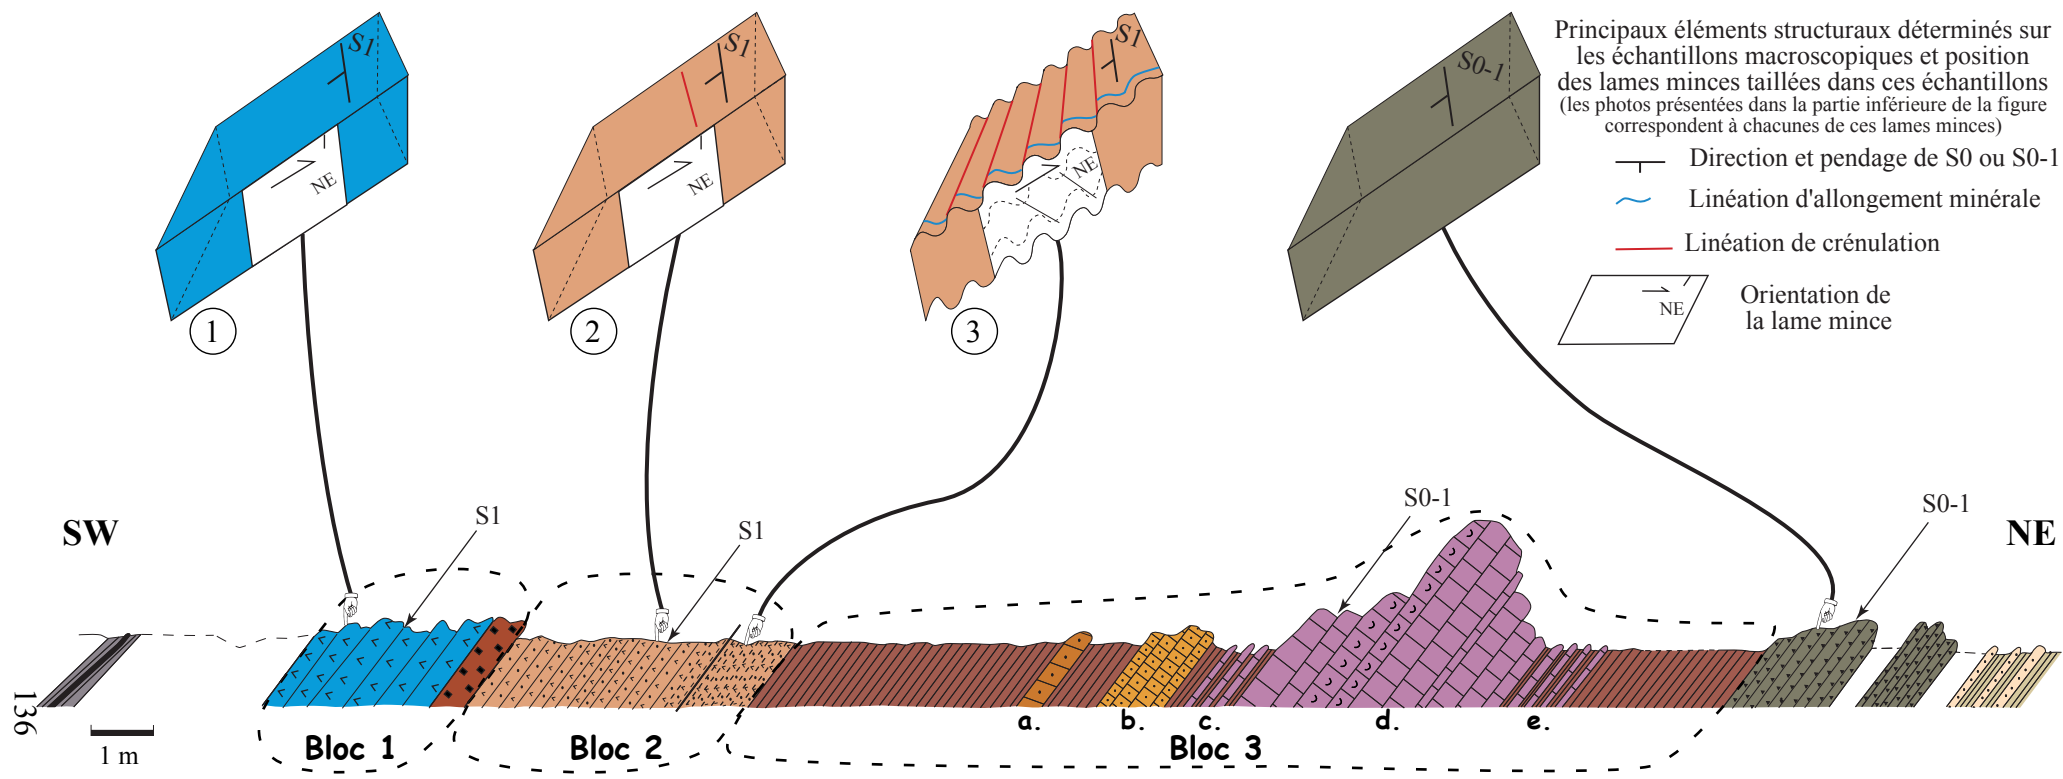 S1
S1
S1
S0-1
NE
NE
NE
1
2
3
Principaux éléments structuraux déterminés sur
les échantillons macroscopiques et position
des lames minces taillées dans ces échantillons
(les photos présentées dans la partie inférieure de la figure
correspondent à chacunes de ces lames minces)
Direction et pendage de S0 ou S0-1
Linéation d'allongement minérale
Linéation de crénulation
NE
Orientation de
la lame mince
SW
S1
S1
S0-1
S0-1
NE
136
1 m
a.
b.
c.
d.
e.
Bloc 1
Bloc 2
Bloc 3